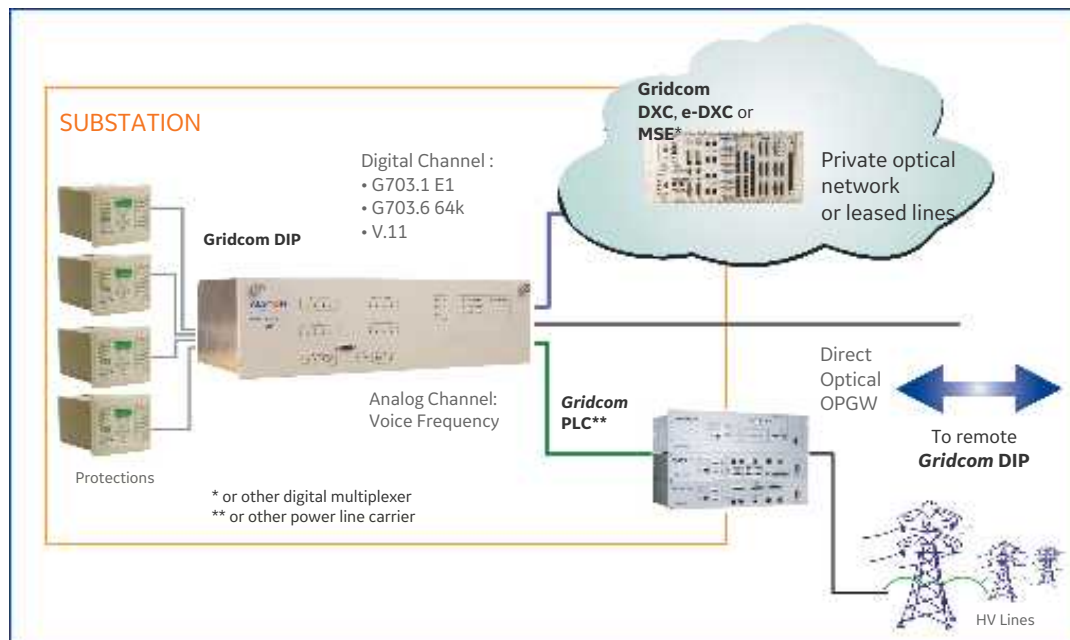 SUBSTATION
Gridcom
DXC, e-DXC or
MSE*
Private optical
network
or leased lines
Digital Channel :
• G703.1 E1
• G703.6 64k
• V.11
Gridcom DIP
Analog Channel:
Voice Frequency
Gridcom
PLC**
Direct
Optical
OPGW
To remote
Gridcom DIP
Protections
* or other digital multiplexer
** or other power line carrier
HV Lines